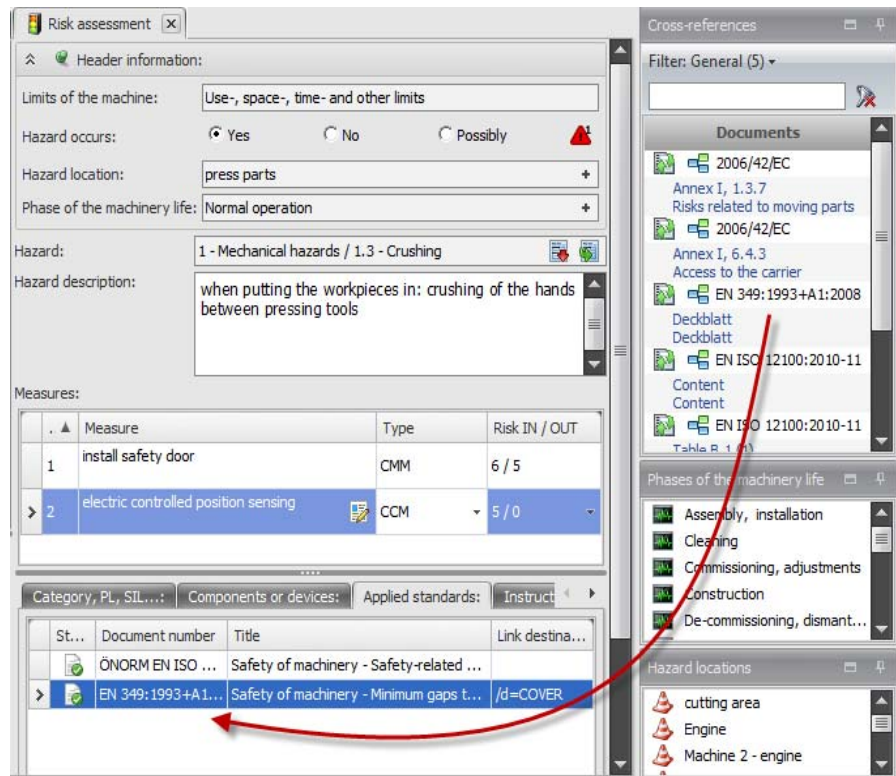 Risk assessment
Header information:
Limits of the machine: Use-, space-, time- and other limits
Hazard occurs: Yes No Possibly 1
Hazard location: press parts +
Phase of the machinery life: Normal operation +
Hazard: 1 - Mechanical hazards / 1.3 - Crushing
Hazard description: when putting the workpieces in: crushing of the hands
between pressing tools
Measures:
. Measure Type Risk IN / OUT
1 install safety door CMM 6 / 5
2 electric controlled position sensing CCM 5 / 0
Category, PL, SIL...: Components or devices: Applied standards: Instruct
St... Document number Title Link destina...
ÖNORM EN ISO ... Safety of machinery - Safety-related ...
EN 349:1993+A1... Safety of machinery - Minimum gaps t... /d=COVER
Cross-references
Filter: General (5)
Documents
2006/42/EC
Annex I, 1.3.7
Risks related to moving parts
2006/42/EC
Annex I, 6.4.3
Access to the carrier
EN 349:1993+A1:2008
Deckblatt
Deckblatt
EN ISO 12100:2010-11
Content
Content
EN ISO 12100:2010-11
Table B.1 (1)
Phases of the machinery life
Assembly, installation
Cleaning
Commissioning, adjustments
Construction
De-commissioning, dismant...
Hazard locations
cutting area
Engine
Machine 2 - engine